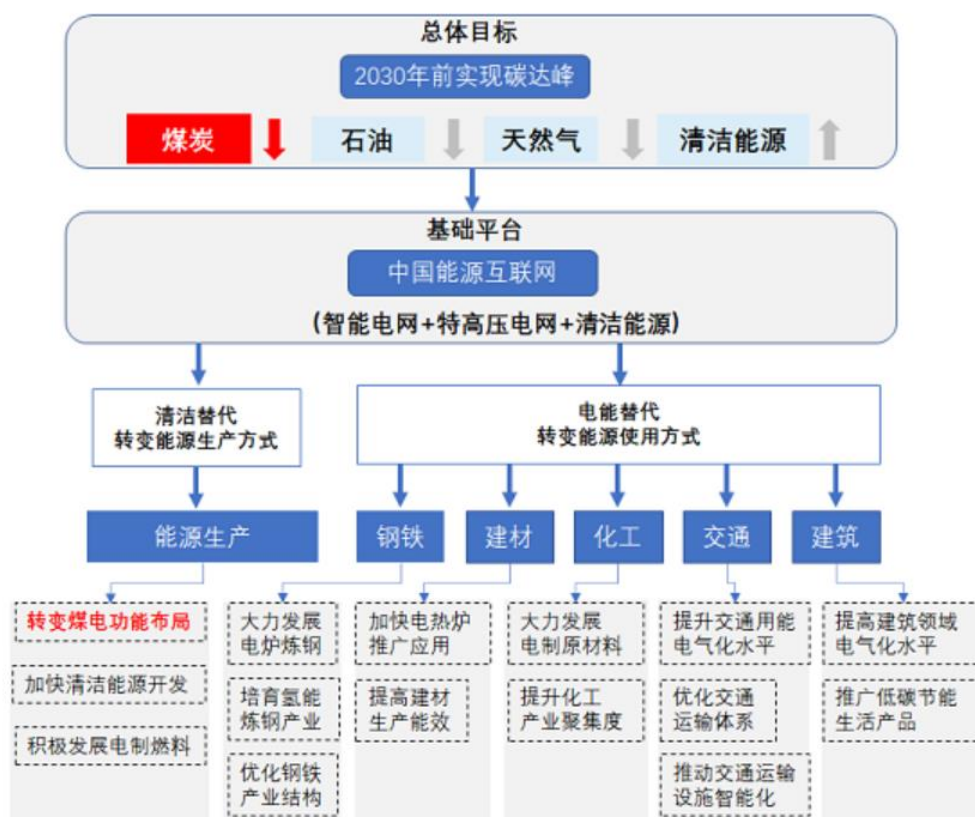 总体目标
2030年前实现碳达峰
煤炭
石油
天然气
清洁能源
基础平台
中国能源互联网
(智能电网+特高压电网+清洁能源)
清洁替代
转变能源生产方式
电能替代
转变能源使用方式
能源生产
钢铁
建材
化工
交通
建筑
转变煤电功能布局
加快清洁能源开发
积极发展电制燃料
大力发展
电炉炼钢
培育氢能
炼钢产业
优化钢铁
产业结构
加快电热炉
推广应用
提高建材
生产能效
大力发展
电制原材料
提升化工
产业聚集度
提升交通用能
电气化水平
优化交通
运输体系
推动交通运输
设施智能化
提高建筑领域
电气化水平
推广低碳节能
生活产品